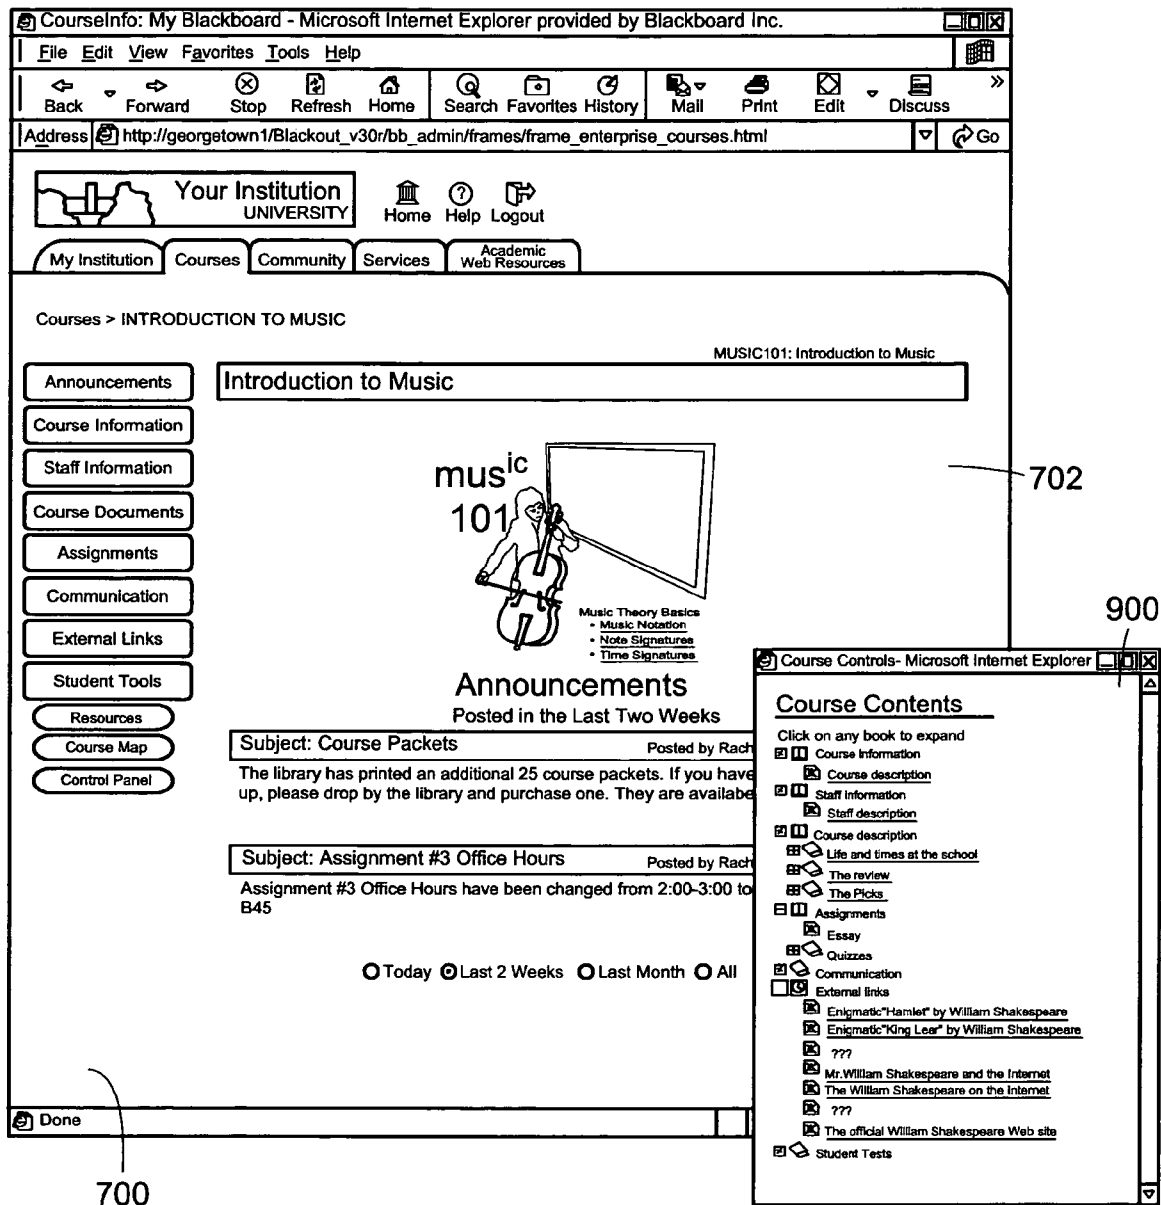 CourseInfo: My Blackboard - Microsoft Internet Explorer provided by Blackboard Inc.
File Edit View Favorites Tools Help
Back Forward Stop Refresh Home Search Favorites History Mail Print Edit Discuss »
Address http://georgetown1/Blackout_v30r/bb_admin/frames/frame_enterprise_courses.html Go
Your Institution
UNIVERSITY
Home Help Logout
My Institution Courses Community Services Academic Web Resources
Courses > INTRODUCTION TO MUSIC
MUSIC101: Introduction to Music
Introduction to Music
Announcements
Course Information
Staff Information
Course Documents
Assignments
Communication
External Links
Student Tools
Resources
Course Map
Control Panel
music
101
Music Theory Basics
• Music Notation
• Note Signatures
• Time Signatures
702
Announcements
Posted in the Last Two Weeks
Subject: Course Packets Posted by Rach
The library has printed an additional 25 course packets. If you have
up, please drop by the library and purchase one. They are availabe
Subject: Assignment #3 Office Hours Posted by Rach
Assignment #3 Office Hours have been changed from 2:00-3:00 to
B45
Today Last 2 Weeks Last Month All
Done
700
900
Course Controls- Microsoft Internet Explorer
Course Contents
Click on any book to expand
Course Information
Course description
Staff Information
Staff description
Course description
Life and times at the school
The review
The Picks
Assignments
Essay
Quizzes
Communication
External links
Enigmatic"Hamlet" by William Shakespeare
Enigmatic"King Lear" by William Shakespeare
???
Mr.William Shakespeare and the Internet
The William Shakespeare on the Internet
???
The official William Shakespeare Web site
Student Tests